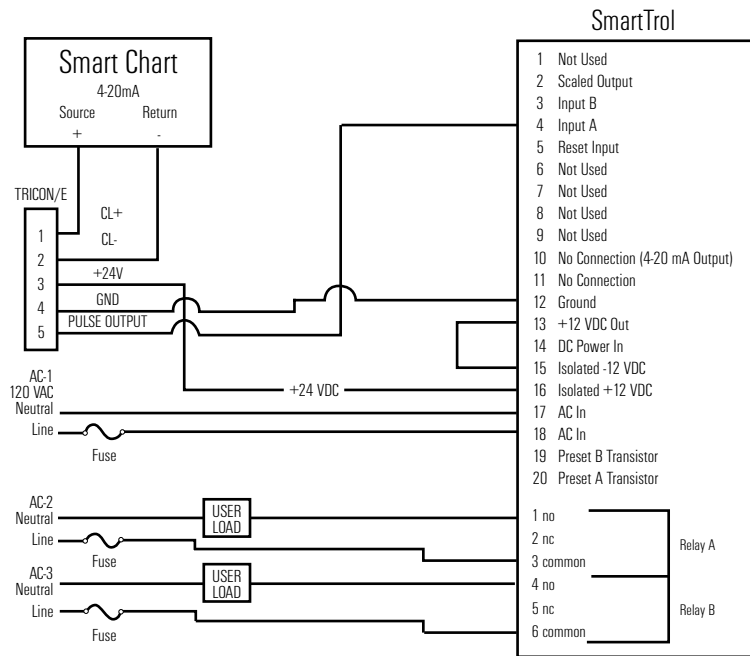 SmartTrol
Smart Chart
4-20mA
Source Return
+ -
TRICON/E
1 CL+
2 CL-
3 +24V
4 GND
5 PULSE OUTPUT
AC-1
120 VAC
Neutral
Line
Fuse
+24 VDC
AC-2
Neutral
Line
Fuse
USER
LOAD
AC-3
Neutral
Line
Fuse
USER
LOAD
1 Not Used
2 Scaled Output
3 Input B
4 Input A
5 Reset Input
6 Not Used
7 Not Used
8 Not Used
9 Not Used
10 No Connection (4-20 mA Output)
11 No Connection
12 Ground
13 +12 VDC Out
14 DC Power In
15 Isolated -12 VDC
16 Isolated +12 VDC
17 AC In
18 AC In
19 Preset B Transistor
20 Preset A Transistor
1 no
2 nc
3 common
Relay A
4 no
5 nc
6 common
Relay B